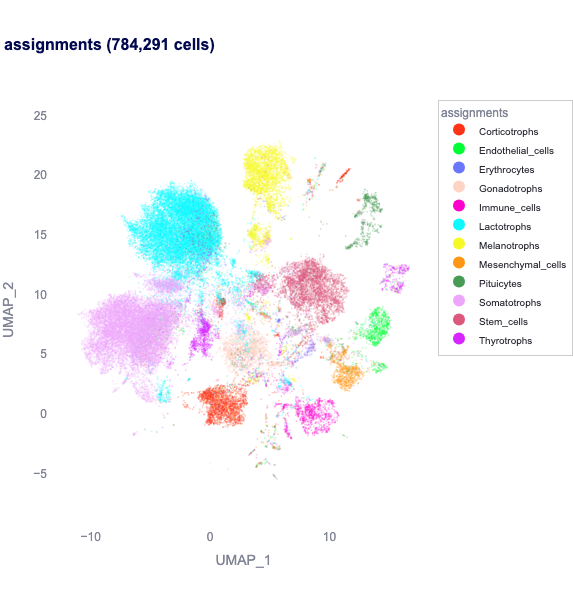 assignments (784,291 cells)
assignments
Corticotrophs
Endothelial_cells
Erythrocytes
Gonadotrophs
Immune_cells
Lactotrophs
Melanotrophs
Mesenchymal_cells
Pituicytes
Somatotrophs
Stem_cells
Thyrotrophs
UMAP_2
25
20
15
10
5
0
−5
−10
0
10
UMAP_1